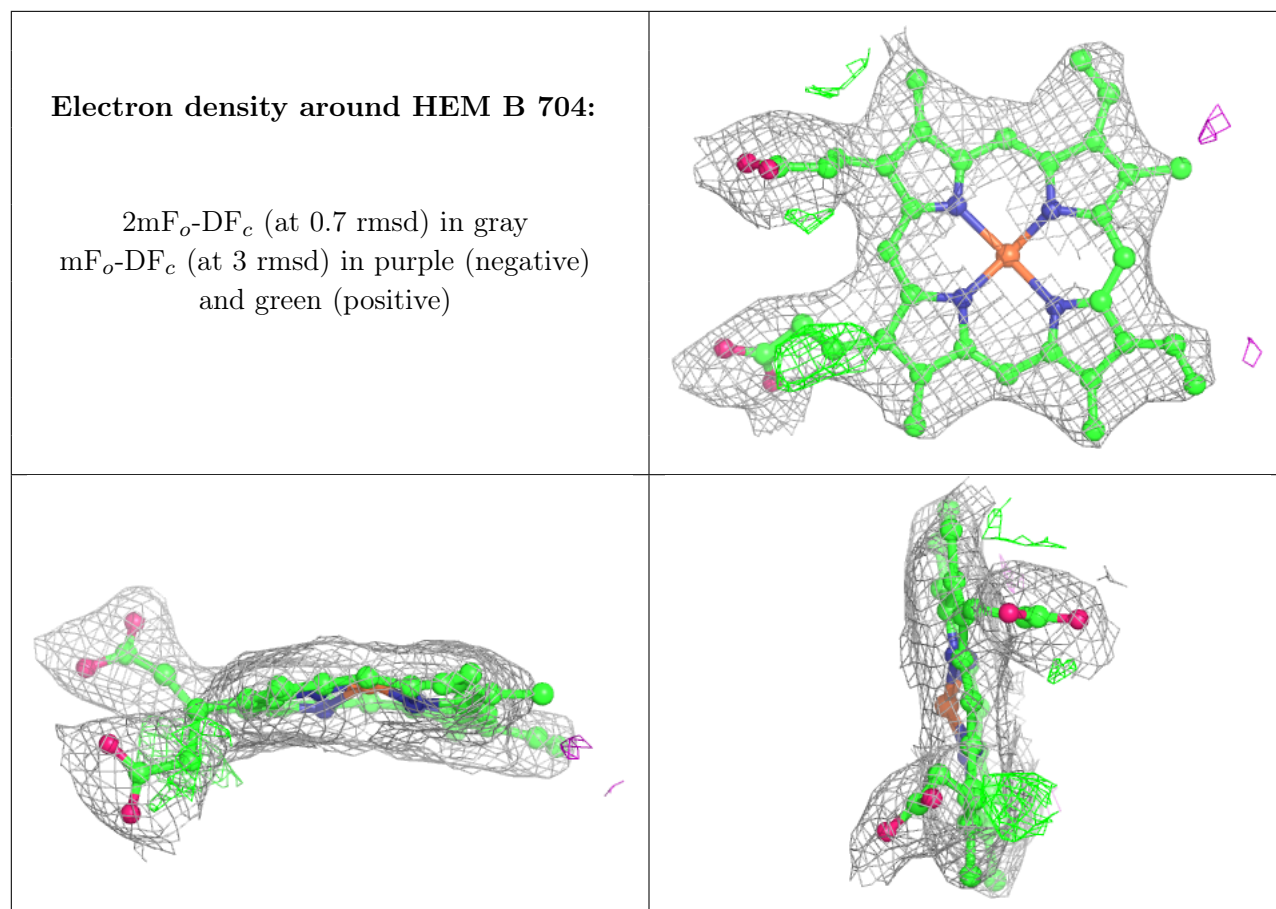 Electron density around HEM B 704:
2mFo-DFc (at 0.7 rmsd) in gray
mFo-DFc (at 3 rmsd) in purple (negative)
and green (positive)